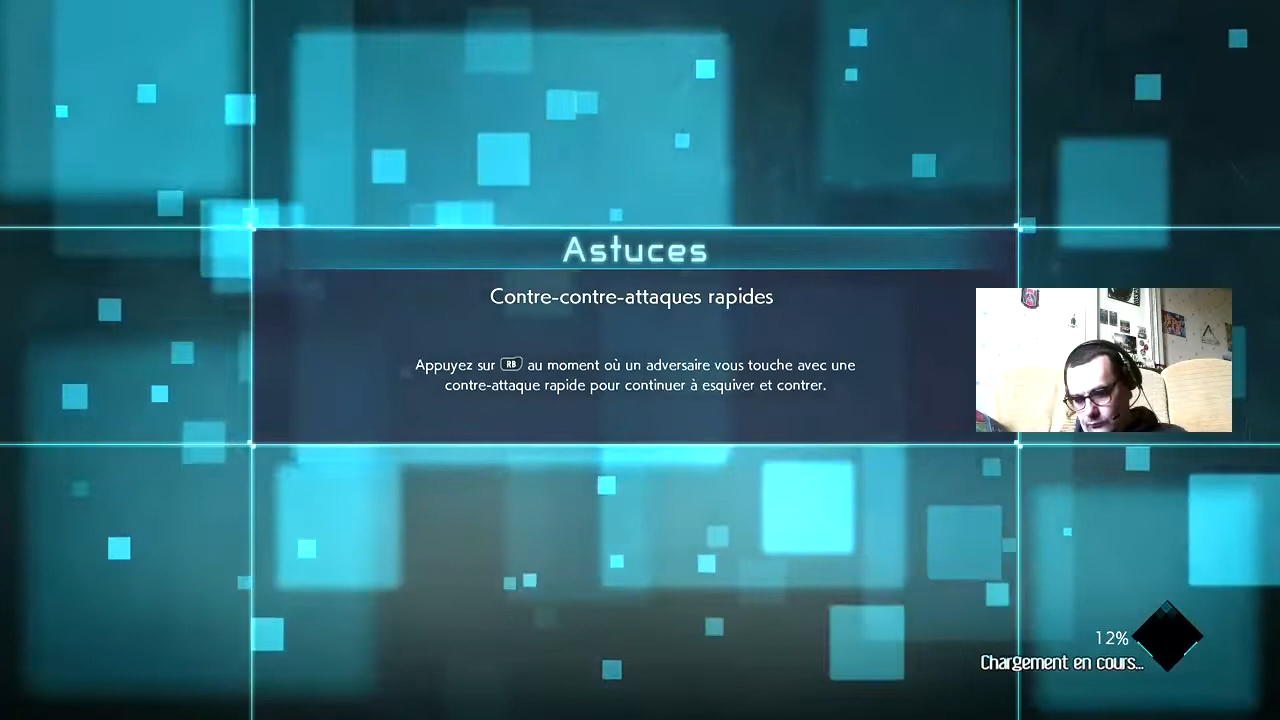 Astuces
Contre-contre-attaques rapides
Appuyez sur RB au moment où un adversaire vous touche avec une
contre-attaque rapide pour continuer à esquiver et contrer.
12%
Chargement en cours...